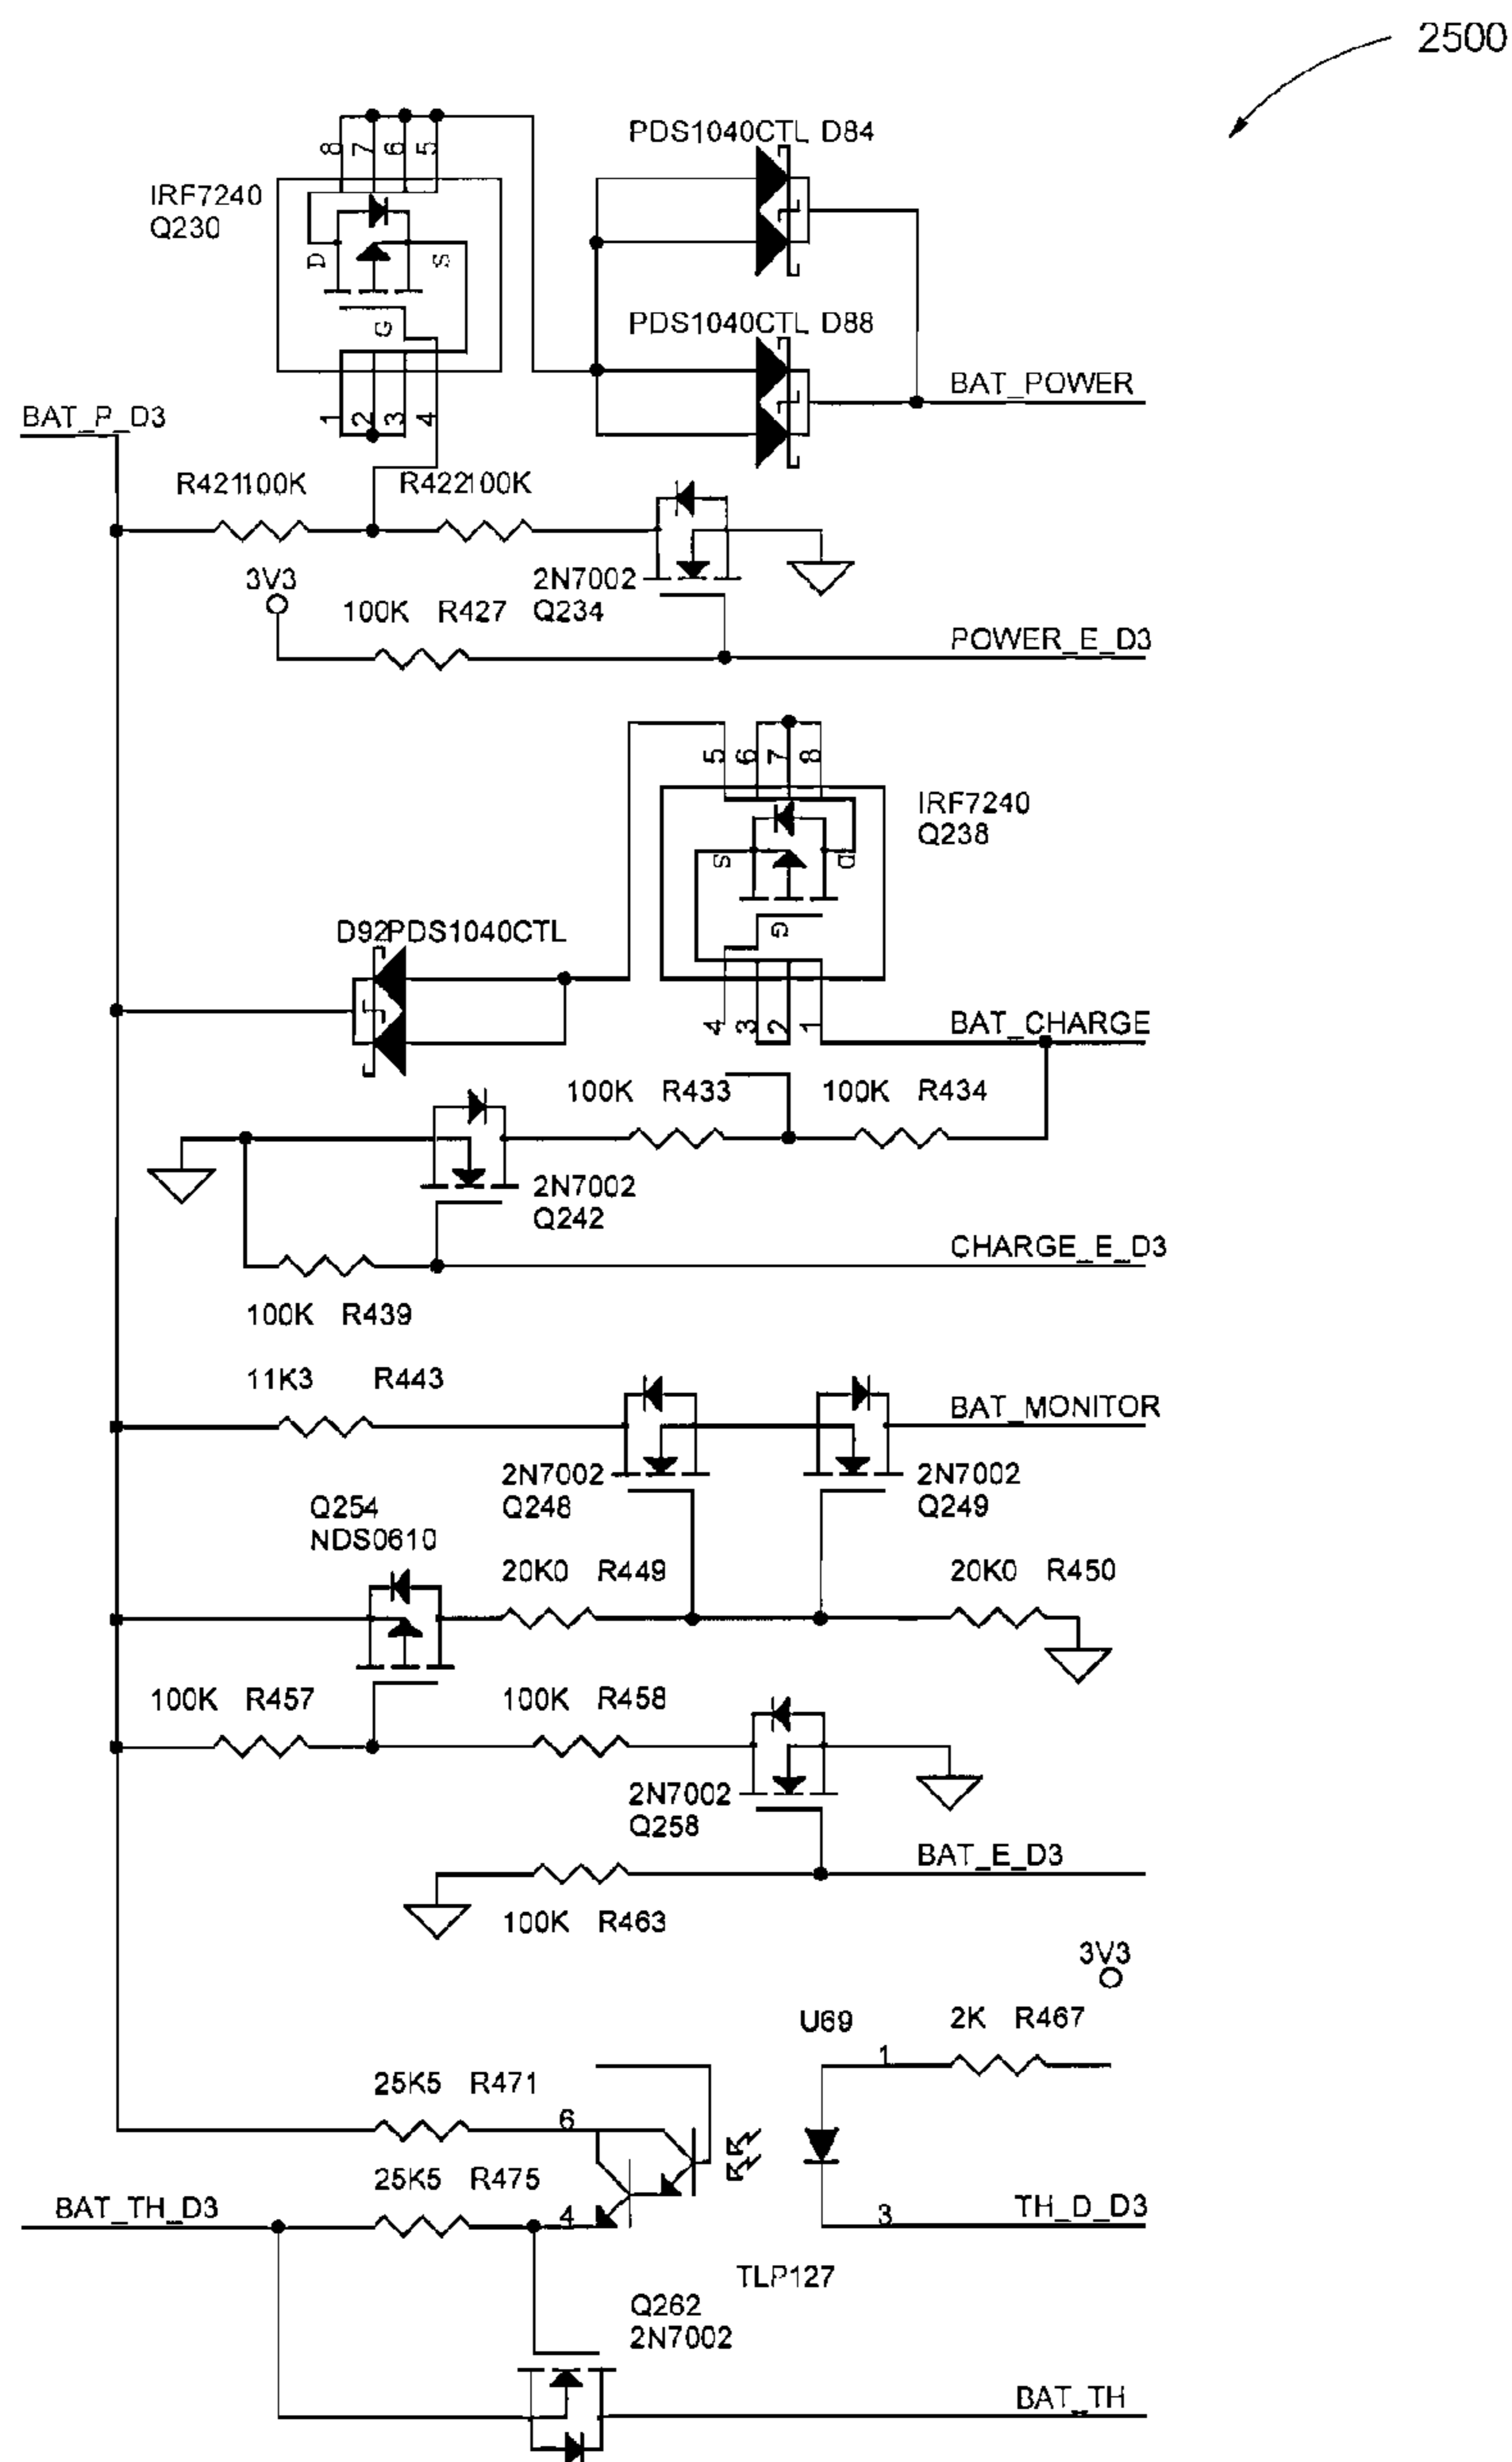 2500
PDS1040CTL D84
8 7 6 5
IRF7240
Q230
D S
G
PDS1040CTL D88
BAT_POWER
1 2 3 4
BAT_P_D3
R421100K R422100K
3V3
2N7002
Q234
100K R427
POWER_E_D3
5 6 7 8
IRF7240
Q238
S D
G
D92PDS1040CTL
4 3 2 1
BAT_CHARGE
100K R433 100K R434
2N7002
Q242
CHARGE_E_D3
100K R439
11K3 R443
BAT_MONITOR
2N7002
Q248
2N7002
Q249
Q254
NDS0610
20K0 R449 20K0 R450
100K R457 100K R458
2N7002
Q258
BAT_E_D3
100K R463
3V3
U69 2K R467
1
25K5 R471
6
25K5 R475
BAT_TH_D3
4
3 TH_D_D3
TLP127
Q262
2N7002
BAT_TH